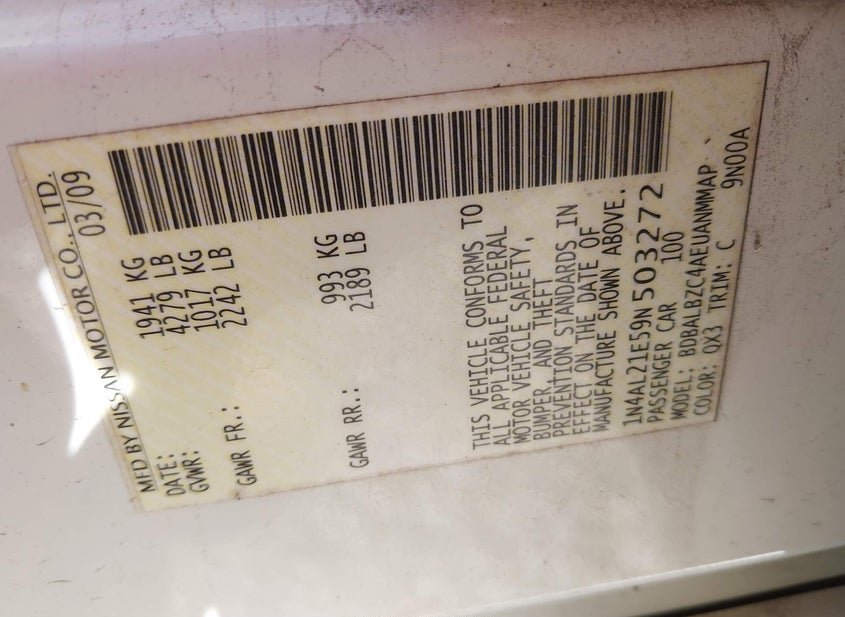 MFD BY NISSAN MOTOR CO., LTD.
DATE: 03/09
GVWR: 1941 KG
4279 LB
GAWR FR.: 1017 KG
2242 LB
GAWR RR.: 993 KG
2189 LB
THIS VEHICLE CONFORMS TO
ALL APPLICABLE FEDERAL
MOTOR VEHICLE SAFETY,
BUMPER, AND THEFT
PREVENTION STANDARDS IN
EFFECT ON THE DATE OF
MANUFACTURE SHOWN ABOVE.
1N4AL21E59N503272
PASSENGER CAR 100
MODEL: BDBALBZC4AEUANMMAP
COLOR: QX3 TRIM: C 9N00A